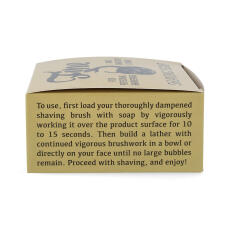 To use, first load your thoroughly dampened
shaving brush with soap by vigorously
working it over the product surface for 10
to 15 seconds. Then build a lather with
continued vigorous brushwork in a bowl or
directly on your face until no large bubbles
remain. Proceed with shaving, and enjoy!